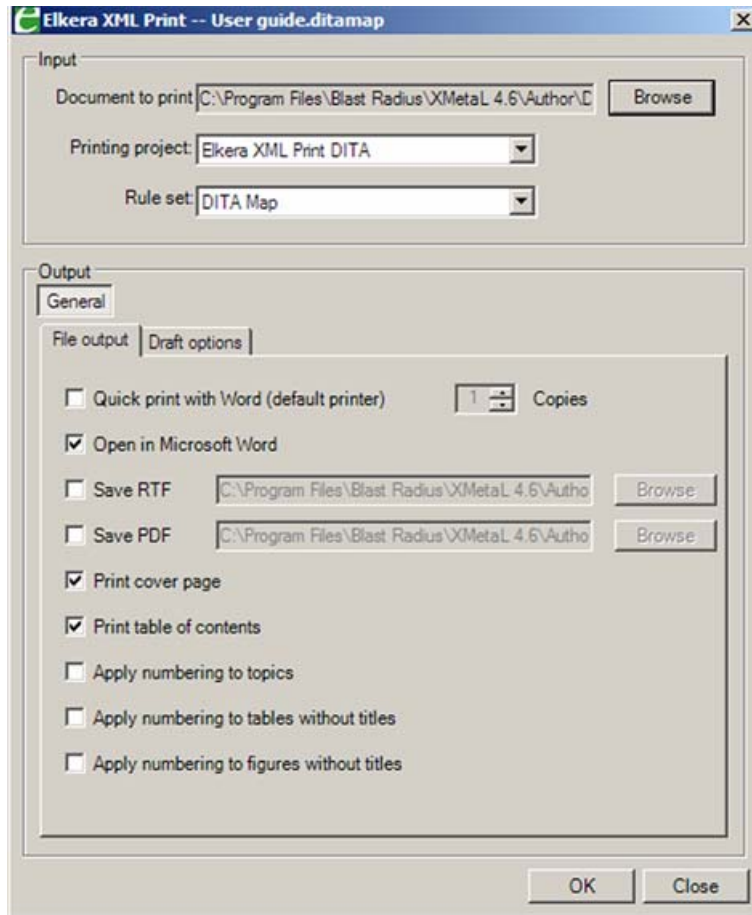 Elkera XML Print -- User guide.ditamap
Input
Document to print C:\Program Files\Blast Radius\XMetaL 4.6\Author\D Browse
Printing project: Elkera XML Print DITA
Rule set: DITA Map
Output
General
File output Draft options
Quick print with Word (default printer) 1 Copies
Open in Microsoft Word
Save RTF C:\Program Files\Blast Radius\XMetaL 4.6\Autho Browse
Save PDF C:\Program Files\Blast Radius\XMetaL 4.6\Autho Browse
Print cover page
Print table of contents
Apply numbering to topics
Apply numbering to tables without titles
Apply numbering to figures without titles
OK Close